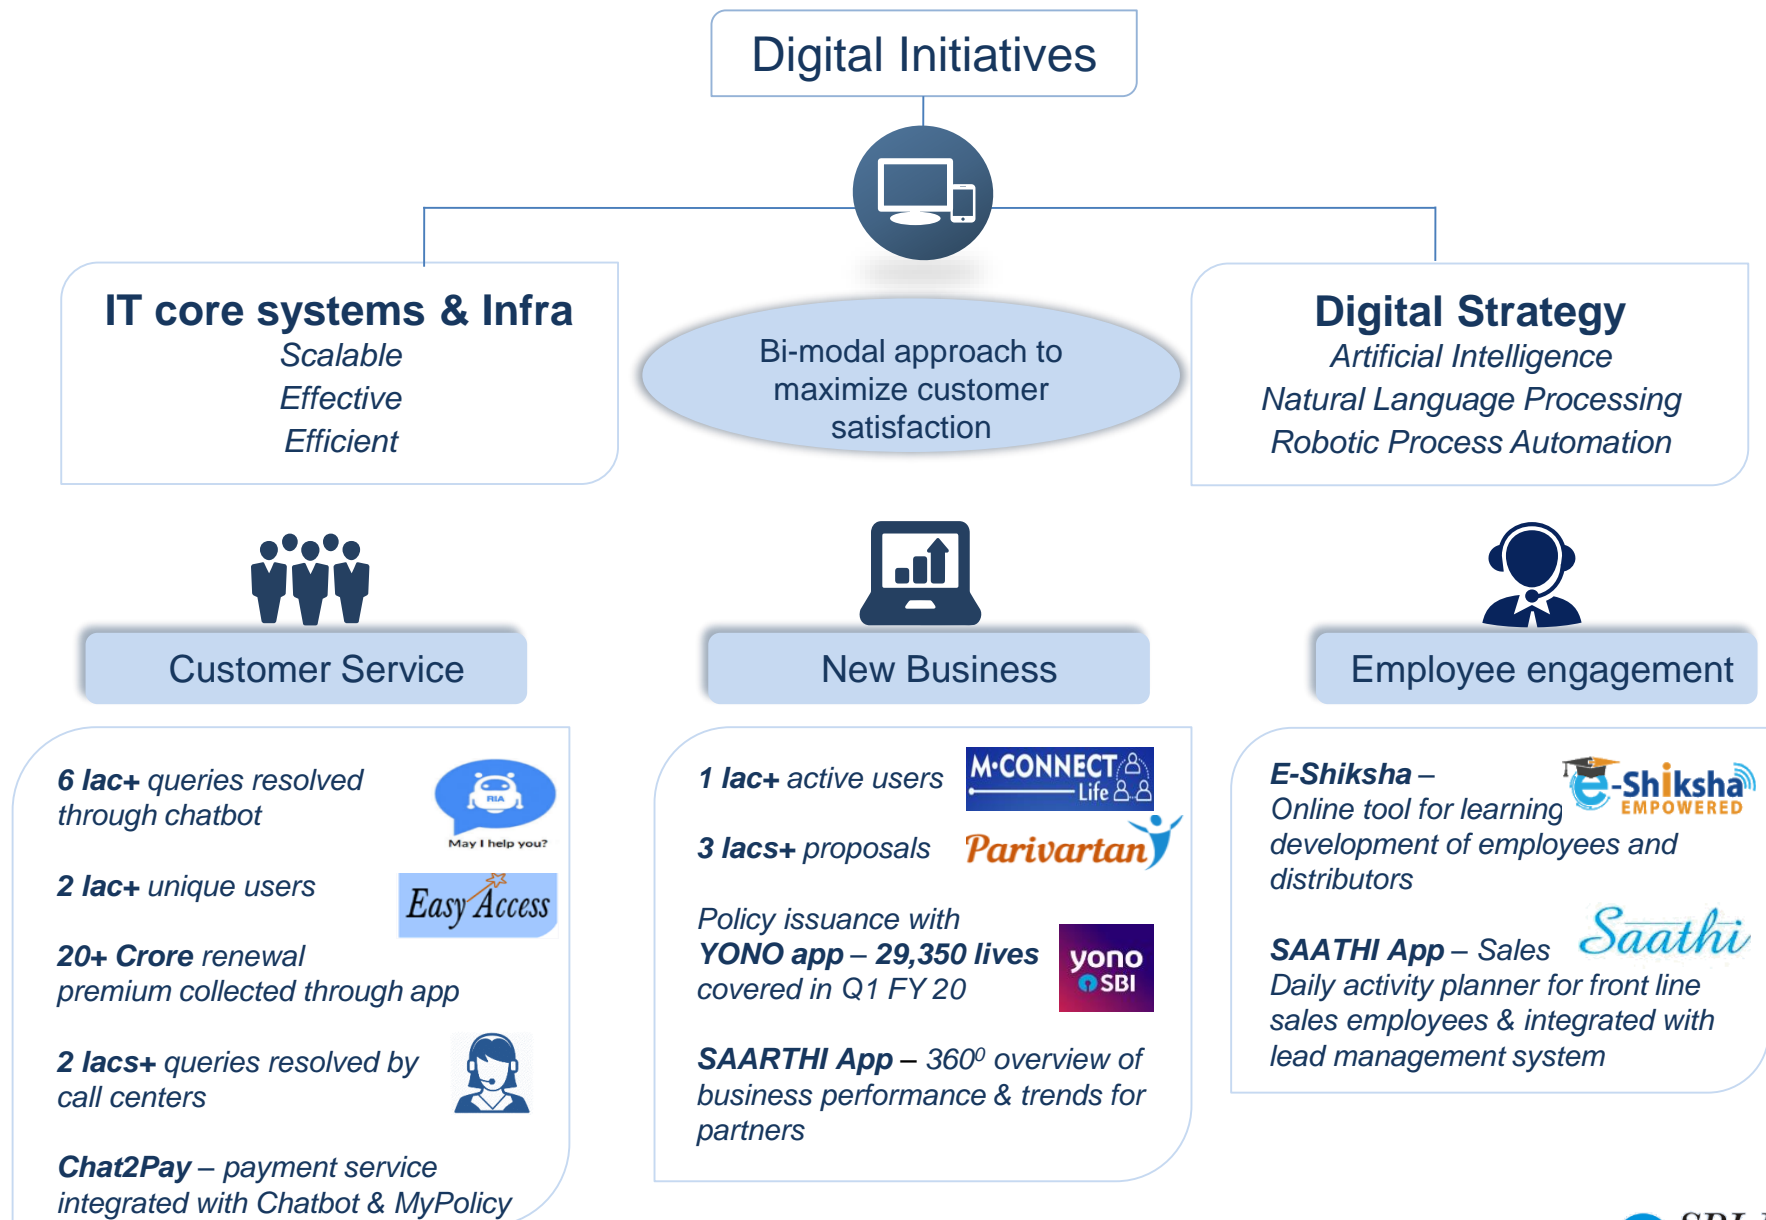 Digital Initiatives
IT core systems & Infra
Scalable
Effective
Efficient
Bi-modal approach to
maximize customer
satisfaction
Digital Strategy
Artificial Intelligence
Natural Language Processing
Robotic Process Automation
Customer Service
6 lac+ queries resolved
through chatbot
RIA
May I help you?
2 lac+ unique users
Easy Access
20+ Crore renewal
premium collected through app
2 lacs+ queries resolved by
call centers
Chat2Pay – payment service
integrated with Chatbot & MyPolicy
New Business
1 lac+ active users
M·CONNECT
Life
3 lacs+ proposals
Parivartan
Policy issuance with
YONO app – 29,350 lives
covered in Q1 FY 20
yono
SBI
SAARTHI App – 360⁰ overview of
business performance & trends for
partners
Employee engagement
E-Shiksha –
Online tool for learning
development of employees and
distributors
e-Shiksha
EMPOWERED
SAATHI App – Sales
Daily activity planner for front line
sales employees & integrated with
lead management system
Saathi
SBI